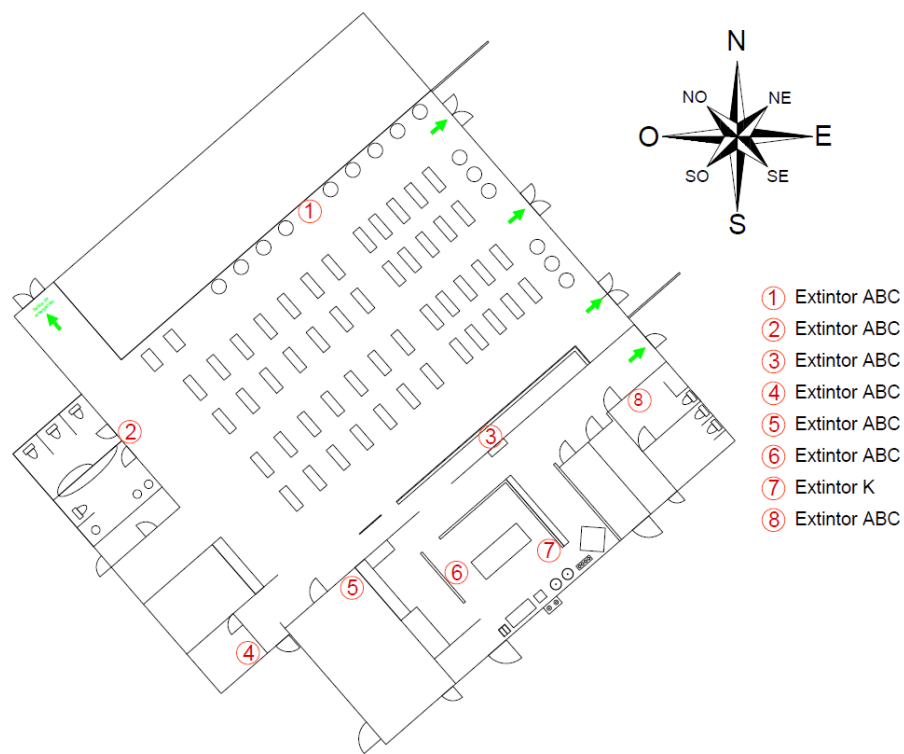 N
NO
NE
O
E
SO
SE
S
1
2
3
4
5
6
7
8
1 Extintor ABC
2 Extintor ABC
3 Extintor ABC
4 Extintor ABC
5 Extintor ABC
6 Extintor ABC
7 Extintor K
8 Extintor ABC